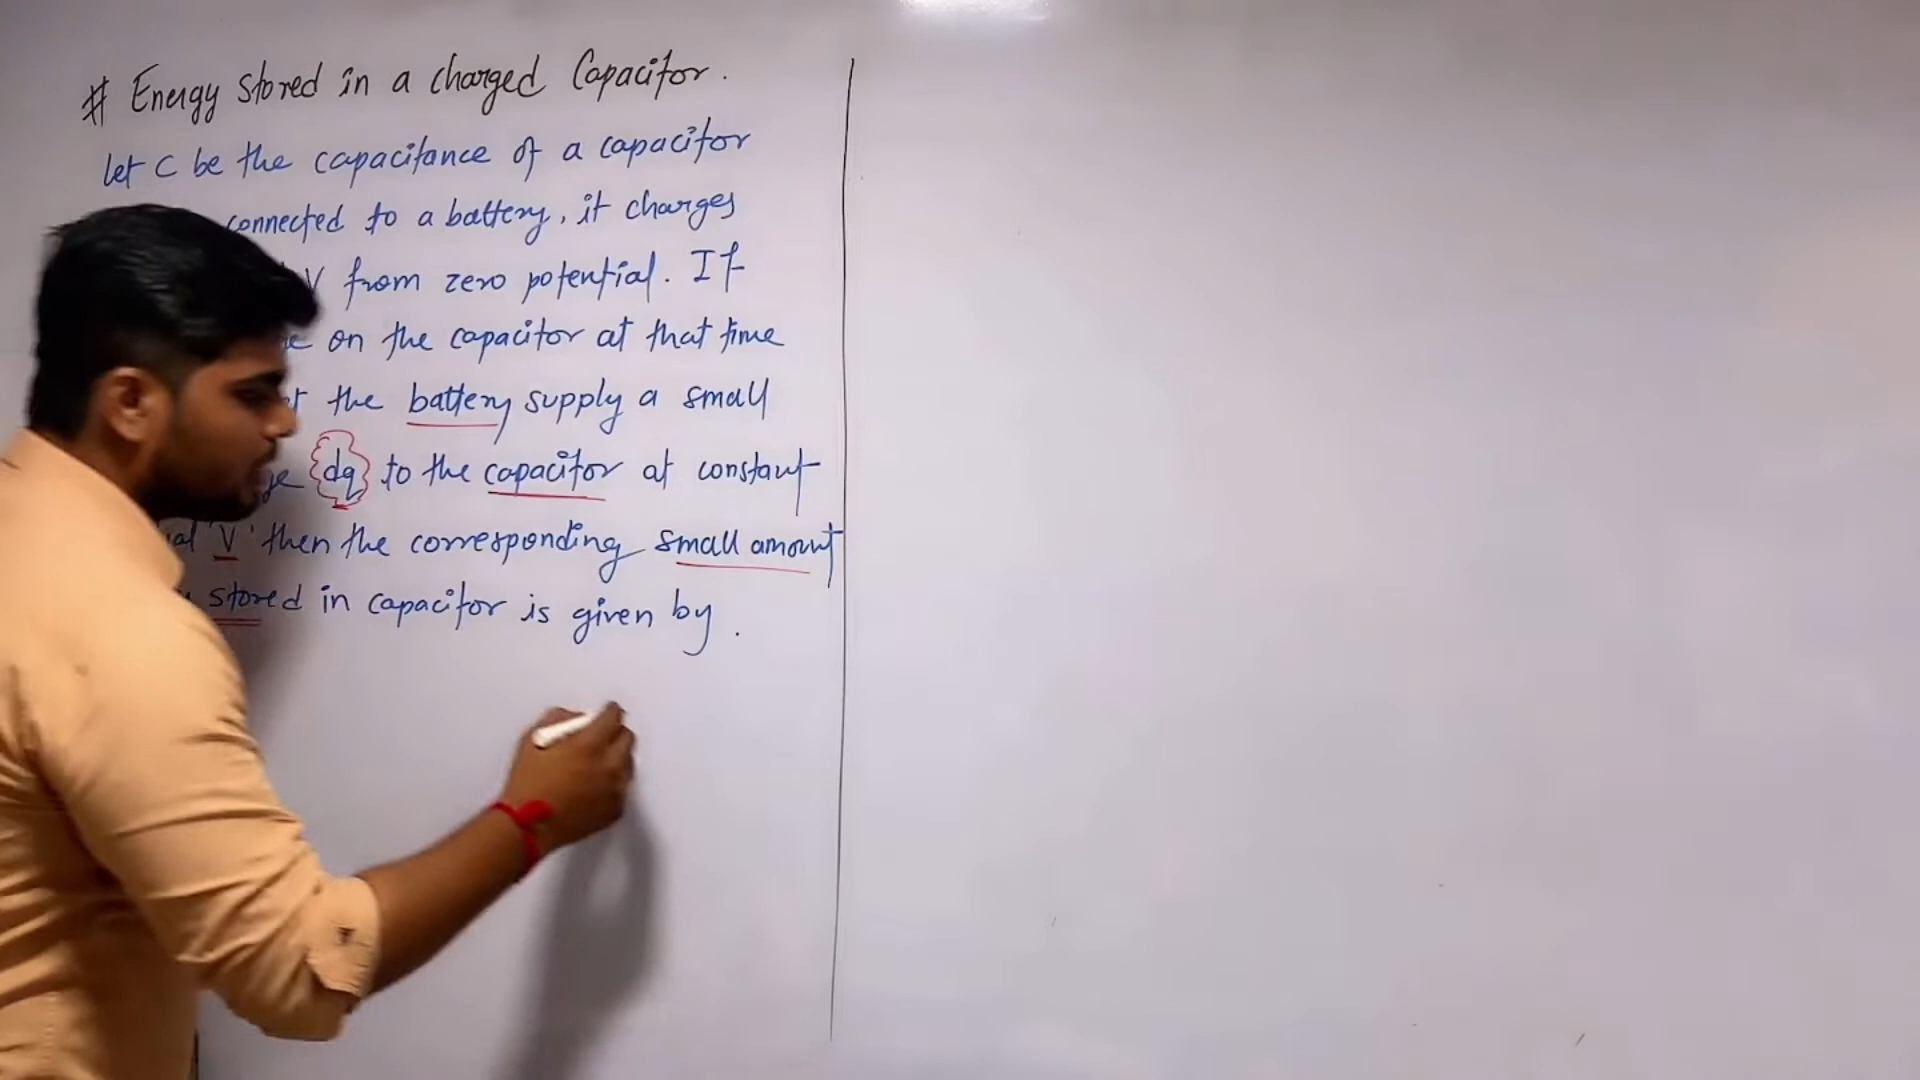 # Energy stored in a charged Capacitor.
let C be the capacitance of a capacitor
connected to a battery, it charges
V from zero potential. If
on the capacitor at that time
the battery supply a small
dq to the capacitor at constant
'V' then the corresponding small amount
stored in capacitor is given by.